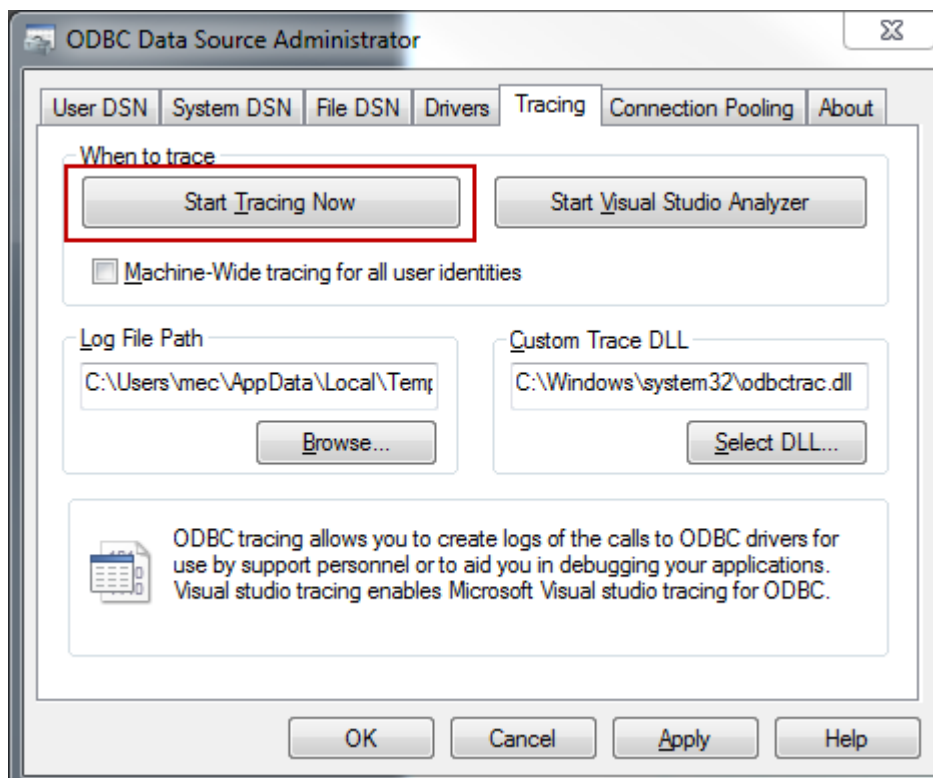 ODBC Data Source Administrator
User DSN System DSN File DSN Drivers Tracing Connection Pooling About
When to trace
Start Tracing Now Start Visual Studio Analyzer
Machine-Wide tracing for all user identities
Log File Path Custom Trace DLL
C:\Users\mec\AppData\Local\Temp C:\Windows\system32\odbctrac.dll
Browse... Select DLL...
ODBC tracing allows you to create logs of the calls to ODBC drivers for
use by support personnel or to aid you in debugging your applications.
Visual studio tracing enables Microsoft Visual studio tracing for ODBC.
OK Cancel Apply Help